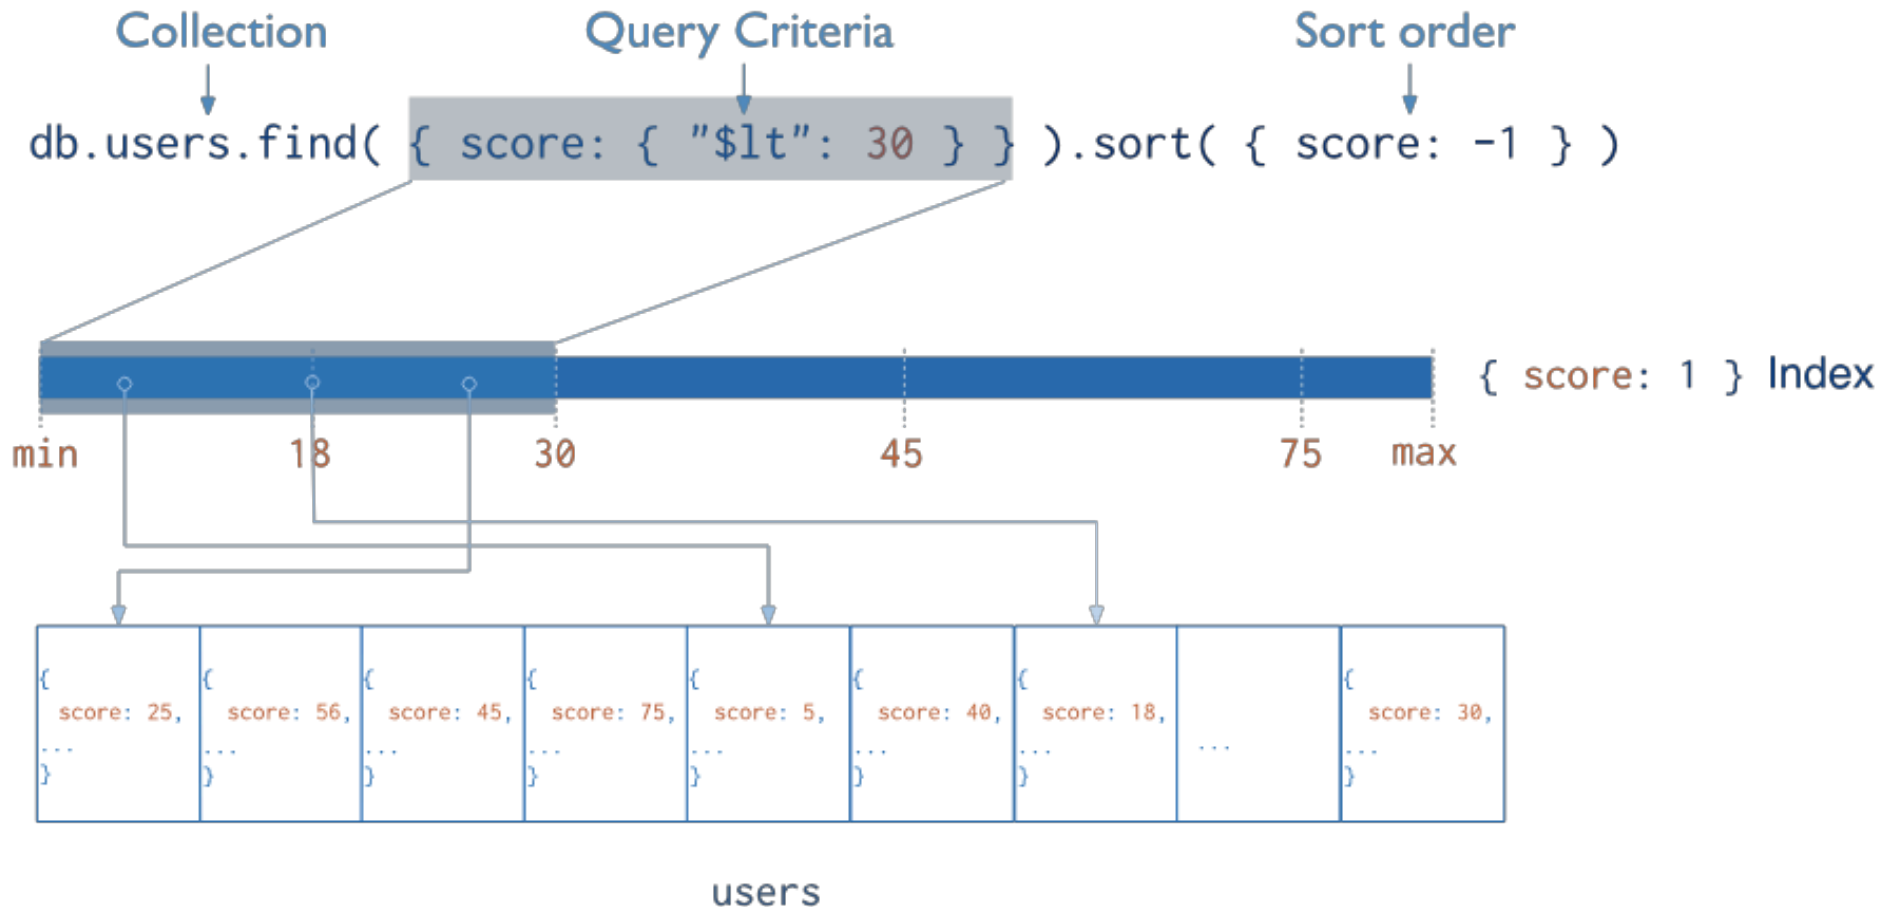 Collection Query Criteria Sort order
db.users.find( { score: { "$lt": 30 } } ).sort( { score: -1 } )
{ score: 1 } Index
min 18 30 45 75 max
{ { { { { { { {
score: 25, score: 56, score: 45, score: 75, score: 5, score: 40, score: 18, score: 30,
... ... ... ... ... ... ... ... ...
} } } } } } } }
users